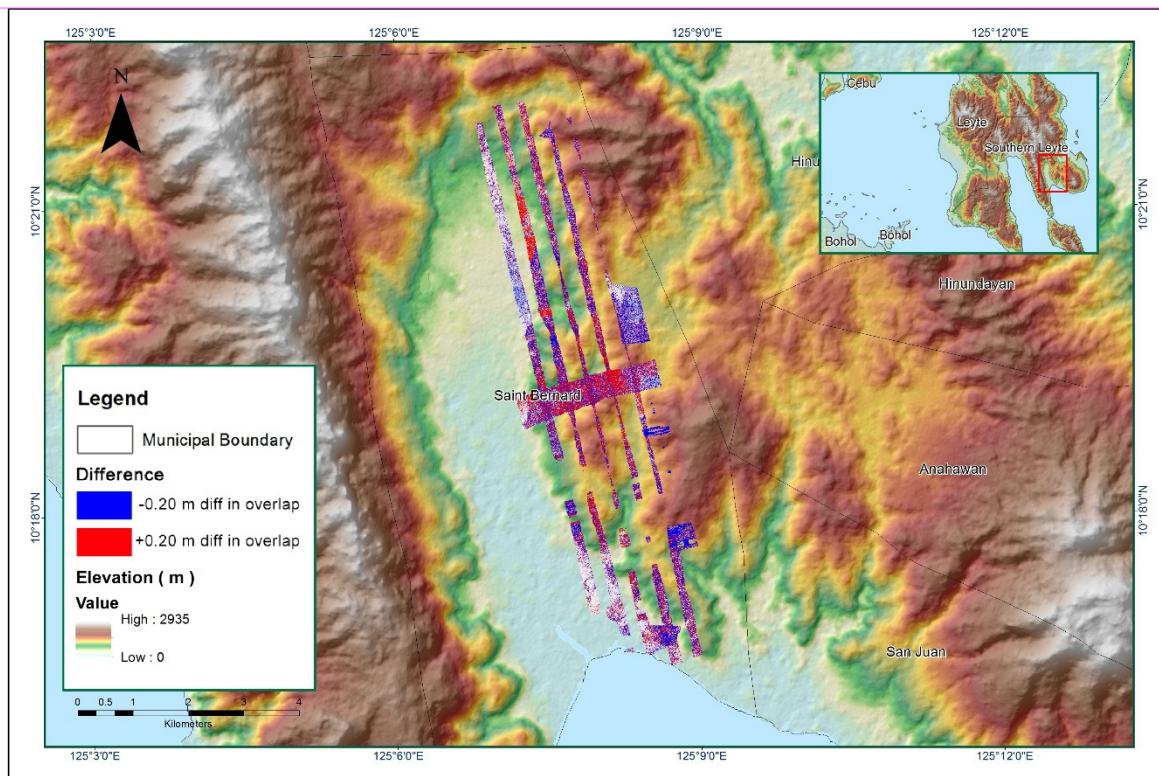 125°3'0"E
125°6'0"E
125°9'0"E
125°12'0"E
N
Cebu
Leyte
Southern Leyte
Bohol
Bohol
10°21'0"N
10°21'0"N
Hinundayan
Saint Bernard
Anahawan
10°18'0"N
10°18'0"N
San Juan
Legend
Municipal Boundary
Difference
-0.20 m diff in overlap
+0.20 m diff in overlap
Elevation ( m )
Value
High : 2935
Low : 0
0 0.5 1 2 3 4
Kilometers
125°3'0"E
125°6'0"E
125°9'0"E
125°12'0"E